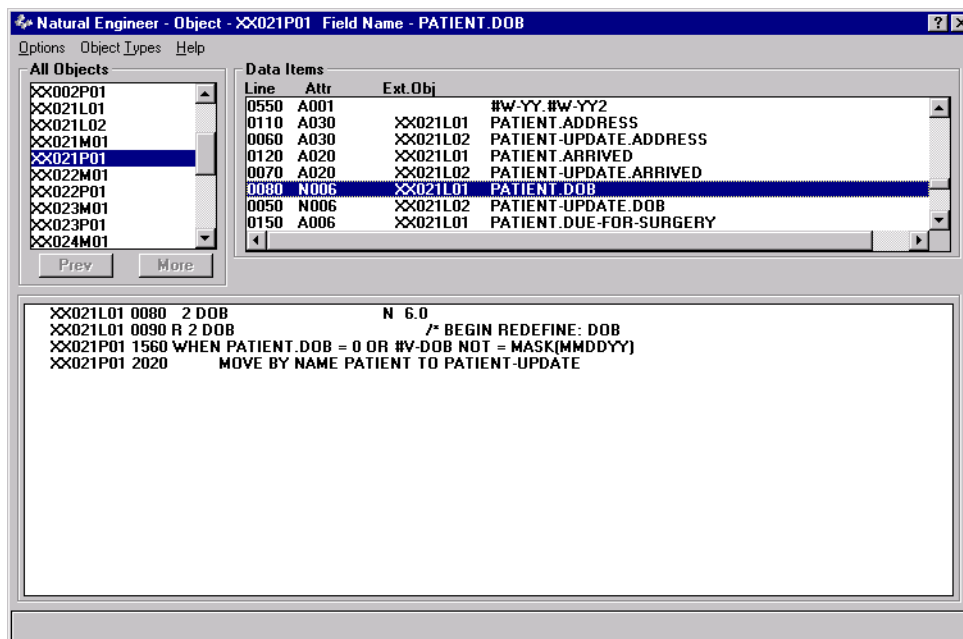 Natural Engineer - Object - XX021P01 Field Name - PATIENT.DOB
Options Object Types Help
All Objects
XX002P01
XX021L01
XX021L02
XX021M01
XX021P01
XX022M01
XX022P01
XX023M01
XX023P01
XX024M01
Prev More
Data Items
Line Attr Ext.Obj
0550 A001 #W-YY.#W-YY2
0110 A030 XX021L01 PATIENT.ADDRESS
0060 A030 XX021L02 PATIENT-UPDATE.ADDRESS
0120 A020 XX021L01 PATIENT.ARRIVED
0070 A020 XX021L02 PATIENT-UPDATE.ARRIVED
0080 N006 XX021L01 PATIENT.DOB
0050 N006 XX021L02 PATIENT-UPDATE.DOB
0150 A006 XX021L01 PATIENT.DUE-FOR-SURGERY
XX021L01 0080 2 DOB N 6.0
XX021L01 0090 R 2 DOB /* BEGIN REDEFINE: DOB
XX021P01 1560 WHEN PATIENT.DOB = 0 OR #V-DOB NOT = MASK(MMDDYY)
XX021P01 2020 MOVE BY NAME PATIENT TO PATIENT-UPDATE